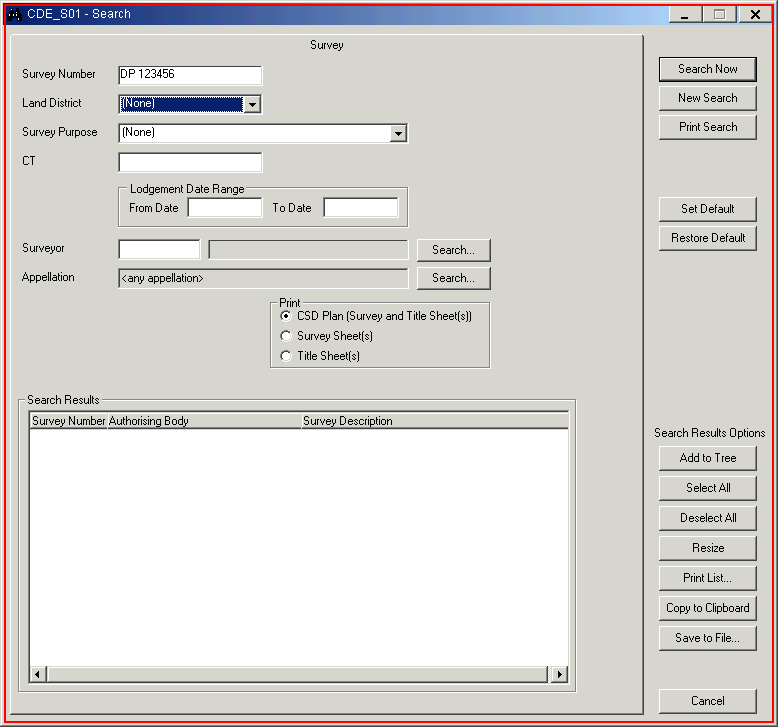 CDE_S01 - Search
Survey
Survey Number DP 123456
Land District (None)
Survey Purpose (None)
CT
Lodgement Date Range
From Date To Date
Surveyor Search...
Appellation <any appellation> Search...
Print
CSD Plan (Survey and Title Sheet(s))
Survey Sheet(s)
Title Sheet(s)
Search Results
Survey Number Authorising Body Survey Description
Search Now
New Search
Print Search
Set Default
Restore Default
Search Results Options
Add to Tree
Select All
Deselect All
Resize
Print List...
Copy to Clipboard
Save to File...
Cancel